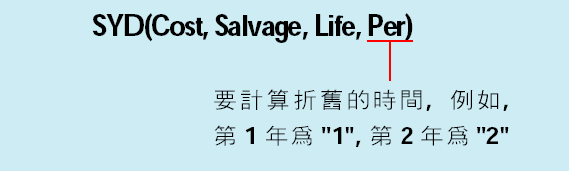 SYD(Cost, Salvage, Life, Per)
要計算折舊的時間, 例如,
第 1 年爲 "1", 第 2 年爲 "2"